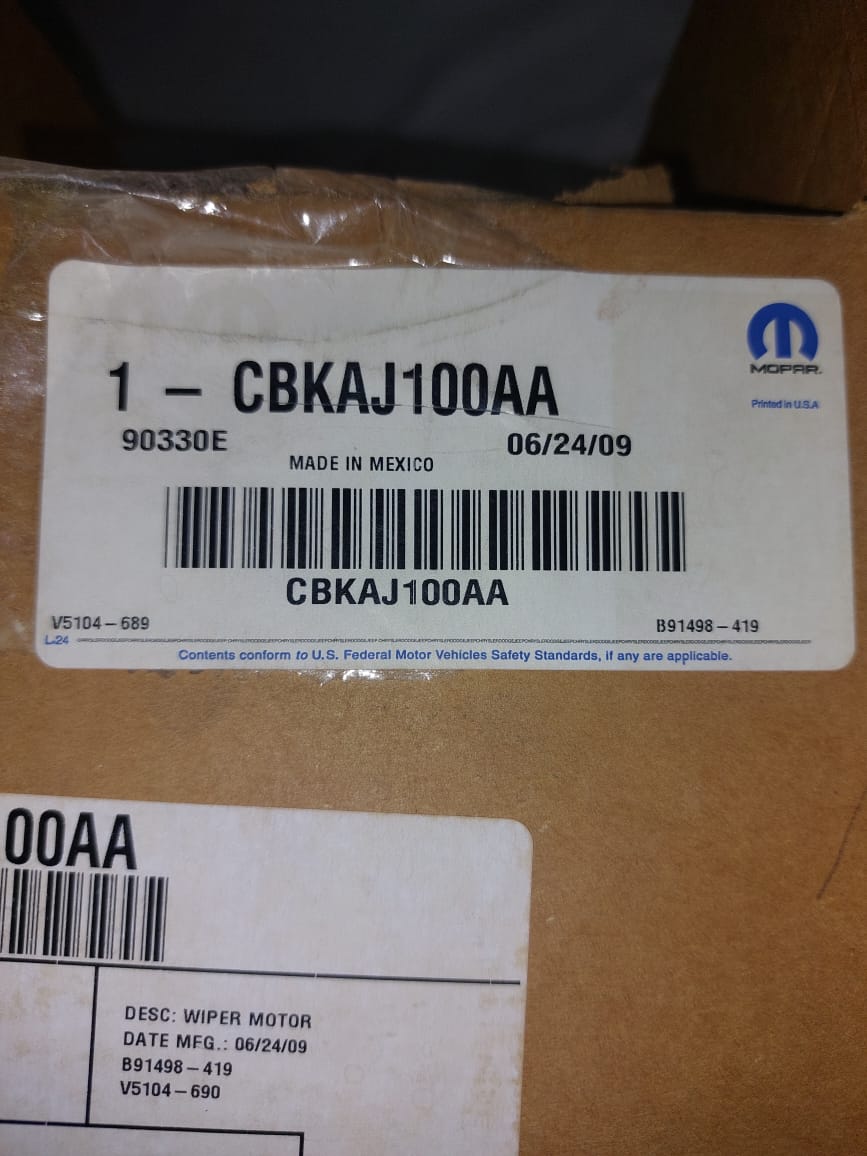 1 – CBKAJ100AA
MOPAR.
Printed in U.S.A
90330E
06/24/09
MADE IN MEXICO
CBKAJ100AA
V5104–689
B91498–419
L-24
Contents conform to U.S. Federal Motor Vehicles Safety Standards, if any are applicable.
00AA
DESC: WIPER MOTOR
DATE MFG.: 06/24/09
B91498–419
V5104–690